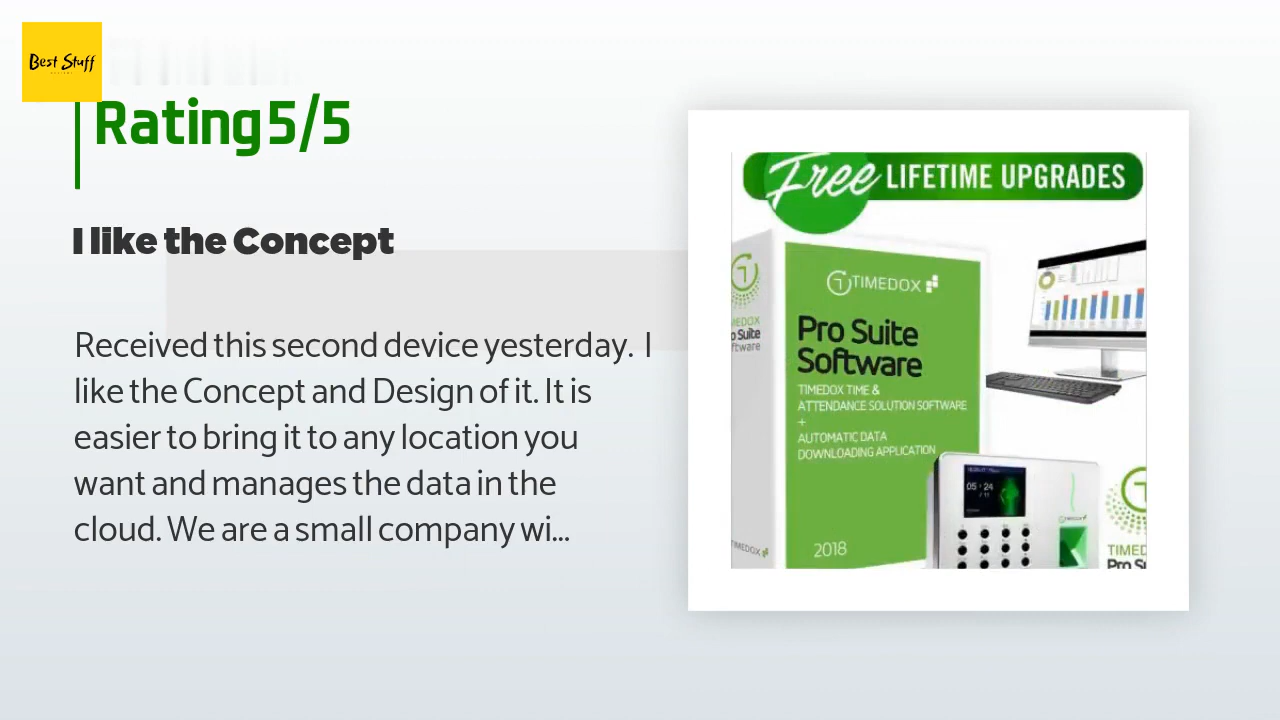 Best Stuff
Rating 5/5
I like the Concept
Received this second device yesterday. I
like the Concept and Design of it. It is
easier to bring it to any location you
want and manages the data in the
cloud. We are a small company wi...
Free LIFETIME UPGRADES
TIMEDOX
Pro Suite
Software
TIMEDOX TIME &
ATTENDANCE SOLUTION SOFTWARE
+
AUTOMATIC DATA
DOWNLOADING APPLICATION
2018
TIMEDOX
05 24
TIMEDOX
TIMED
Pro Su